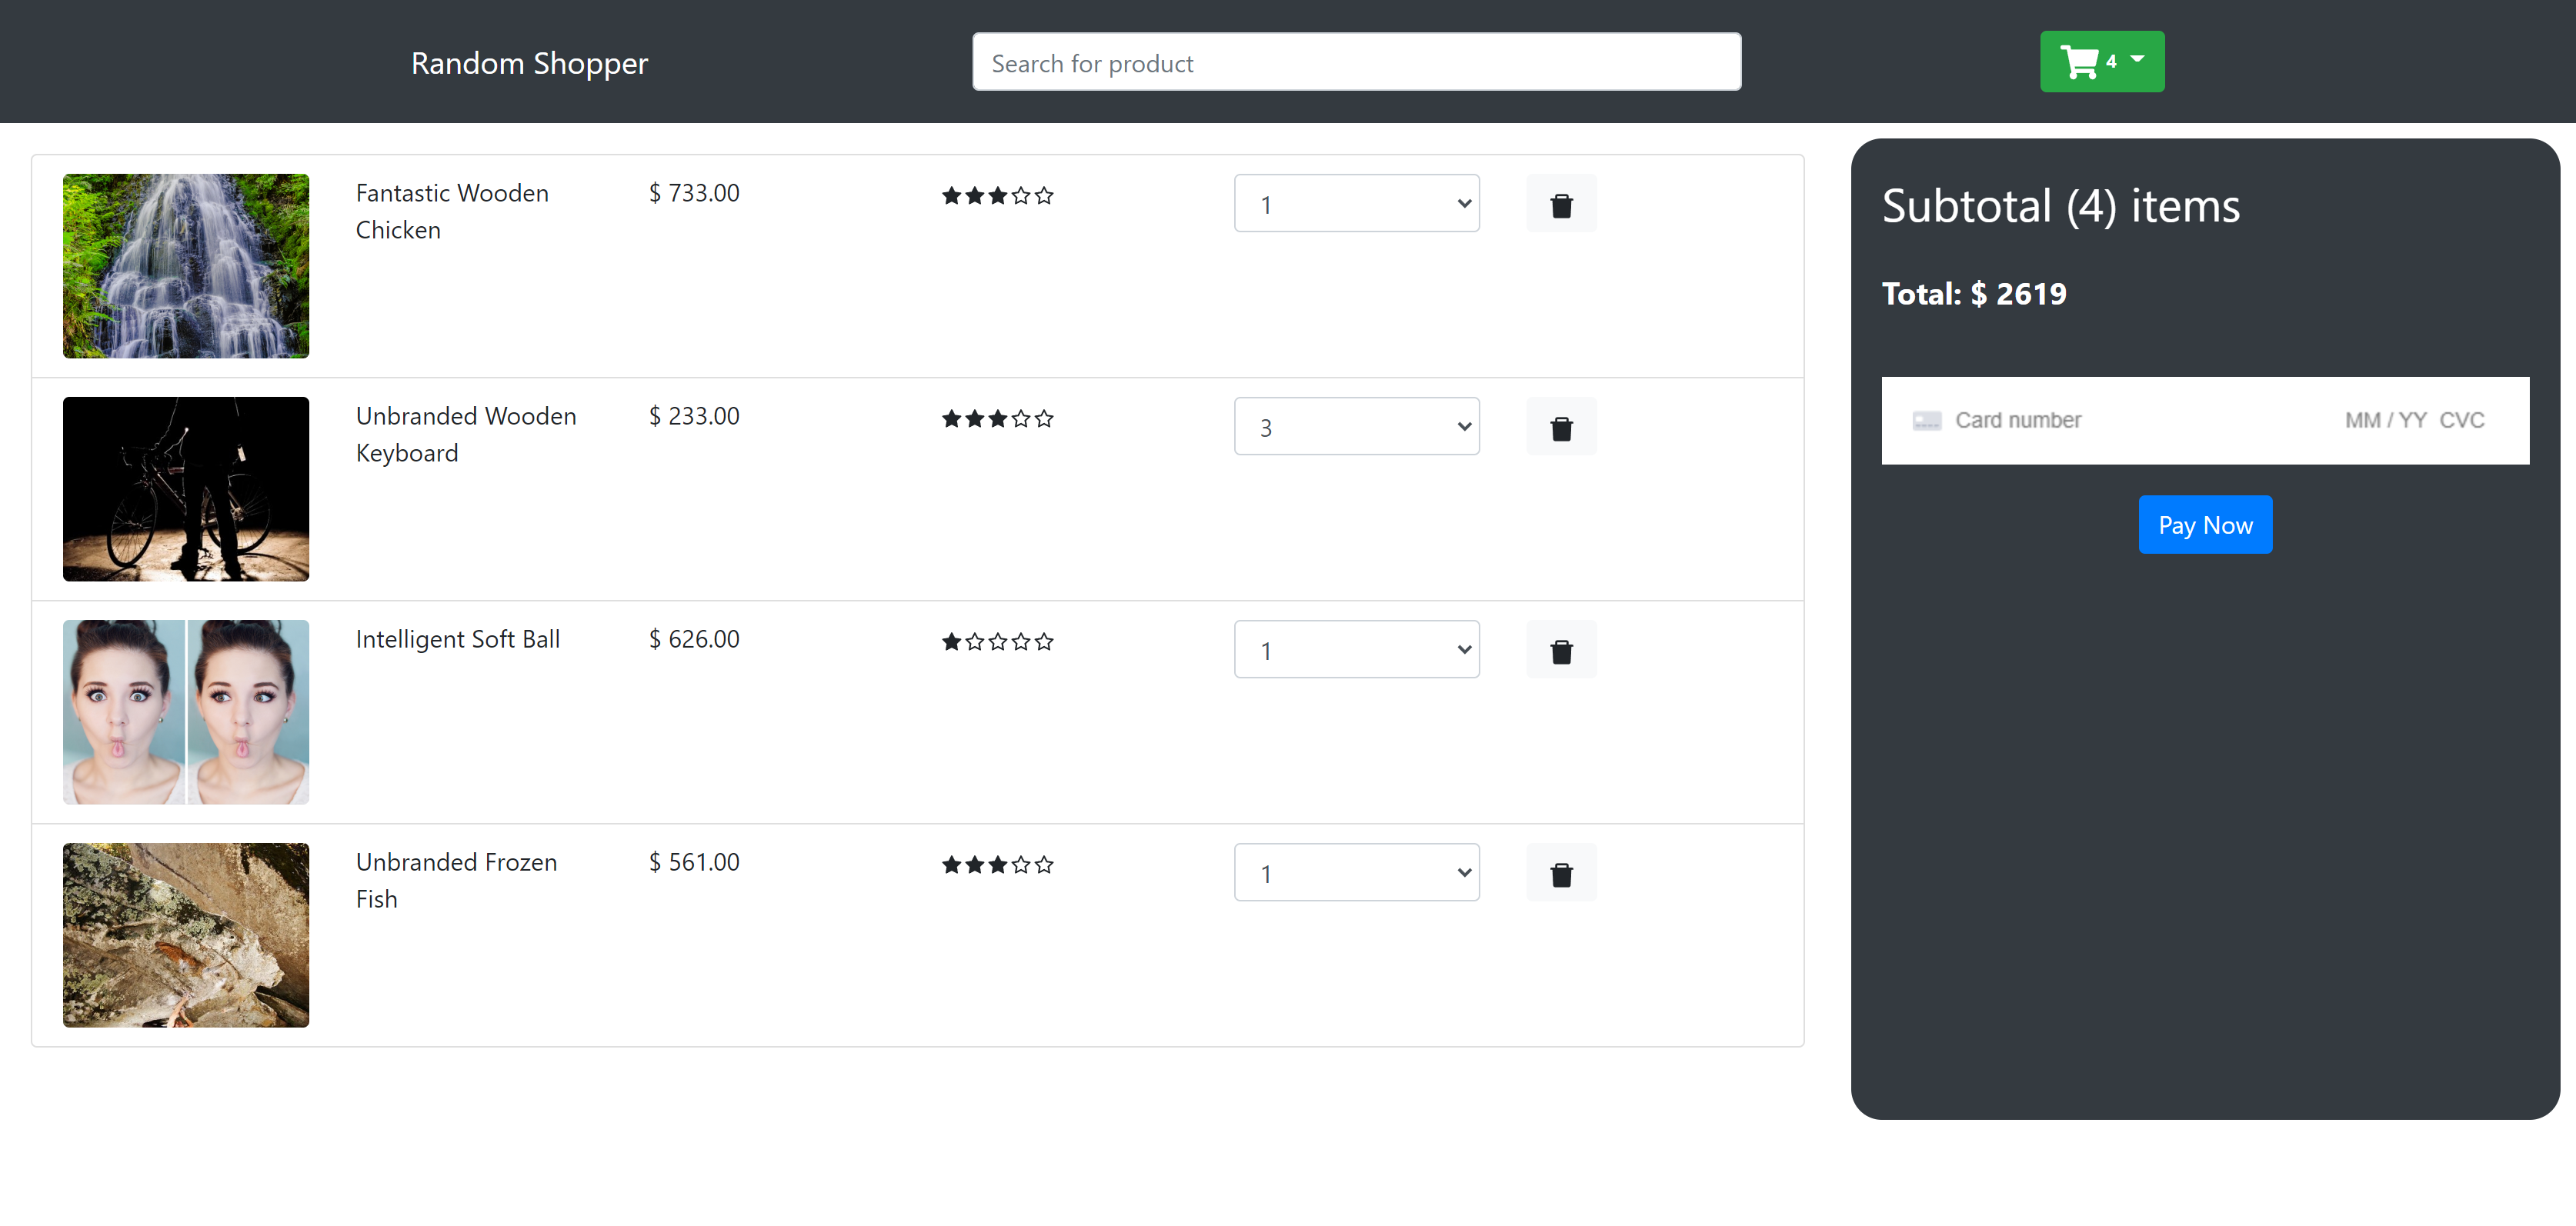 Random Shopper
Search for product
4
Fantastic Wooden
Chicken
$ 733.00
1
Unbranded Wooden
Keyboard
$ 233.00
3
Intelligent Soft Ball
$ 626.00
1
Unbranded Frozen
Fish
$ 561.00
1
Subtotal (4) items
Total: $ 2619
Card number
MM / YY CVC
Pay Now